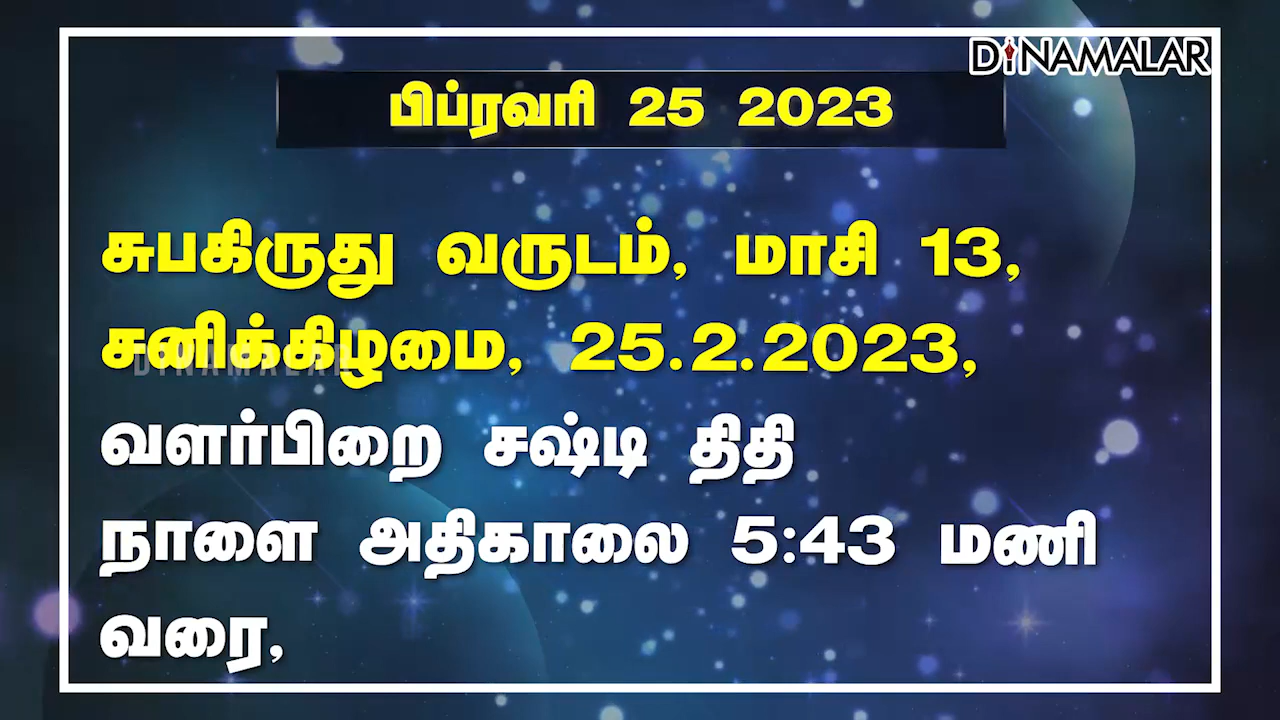 DINAMALAR
பிப்ரவரி 25 2023
சுபகிருது வருடம், மாசி 13,
சனிக்கிழமை, 25.2.2023,
DINAMALAR
வளர்பிறை சஷ்டி திதி
நாளை அதிகாலை 5:43 மணி
வரை,